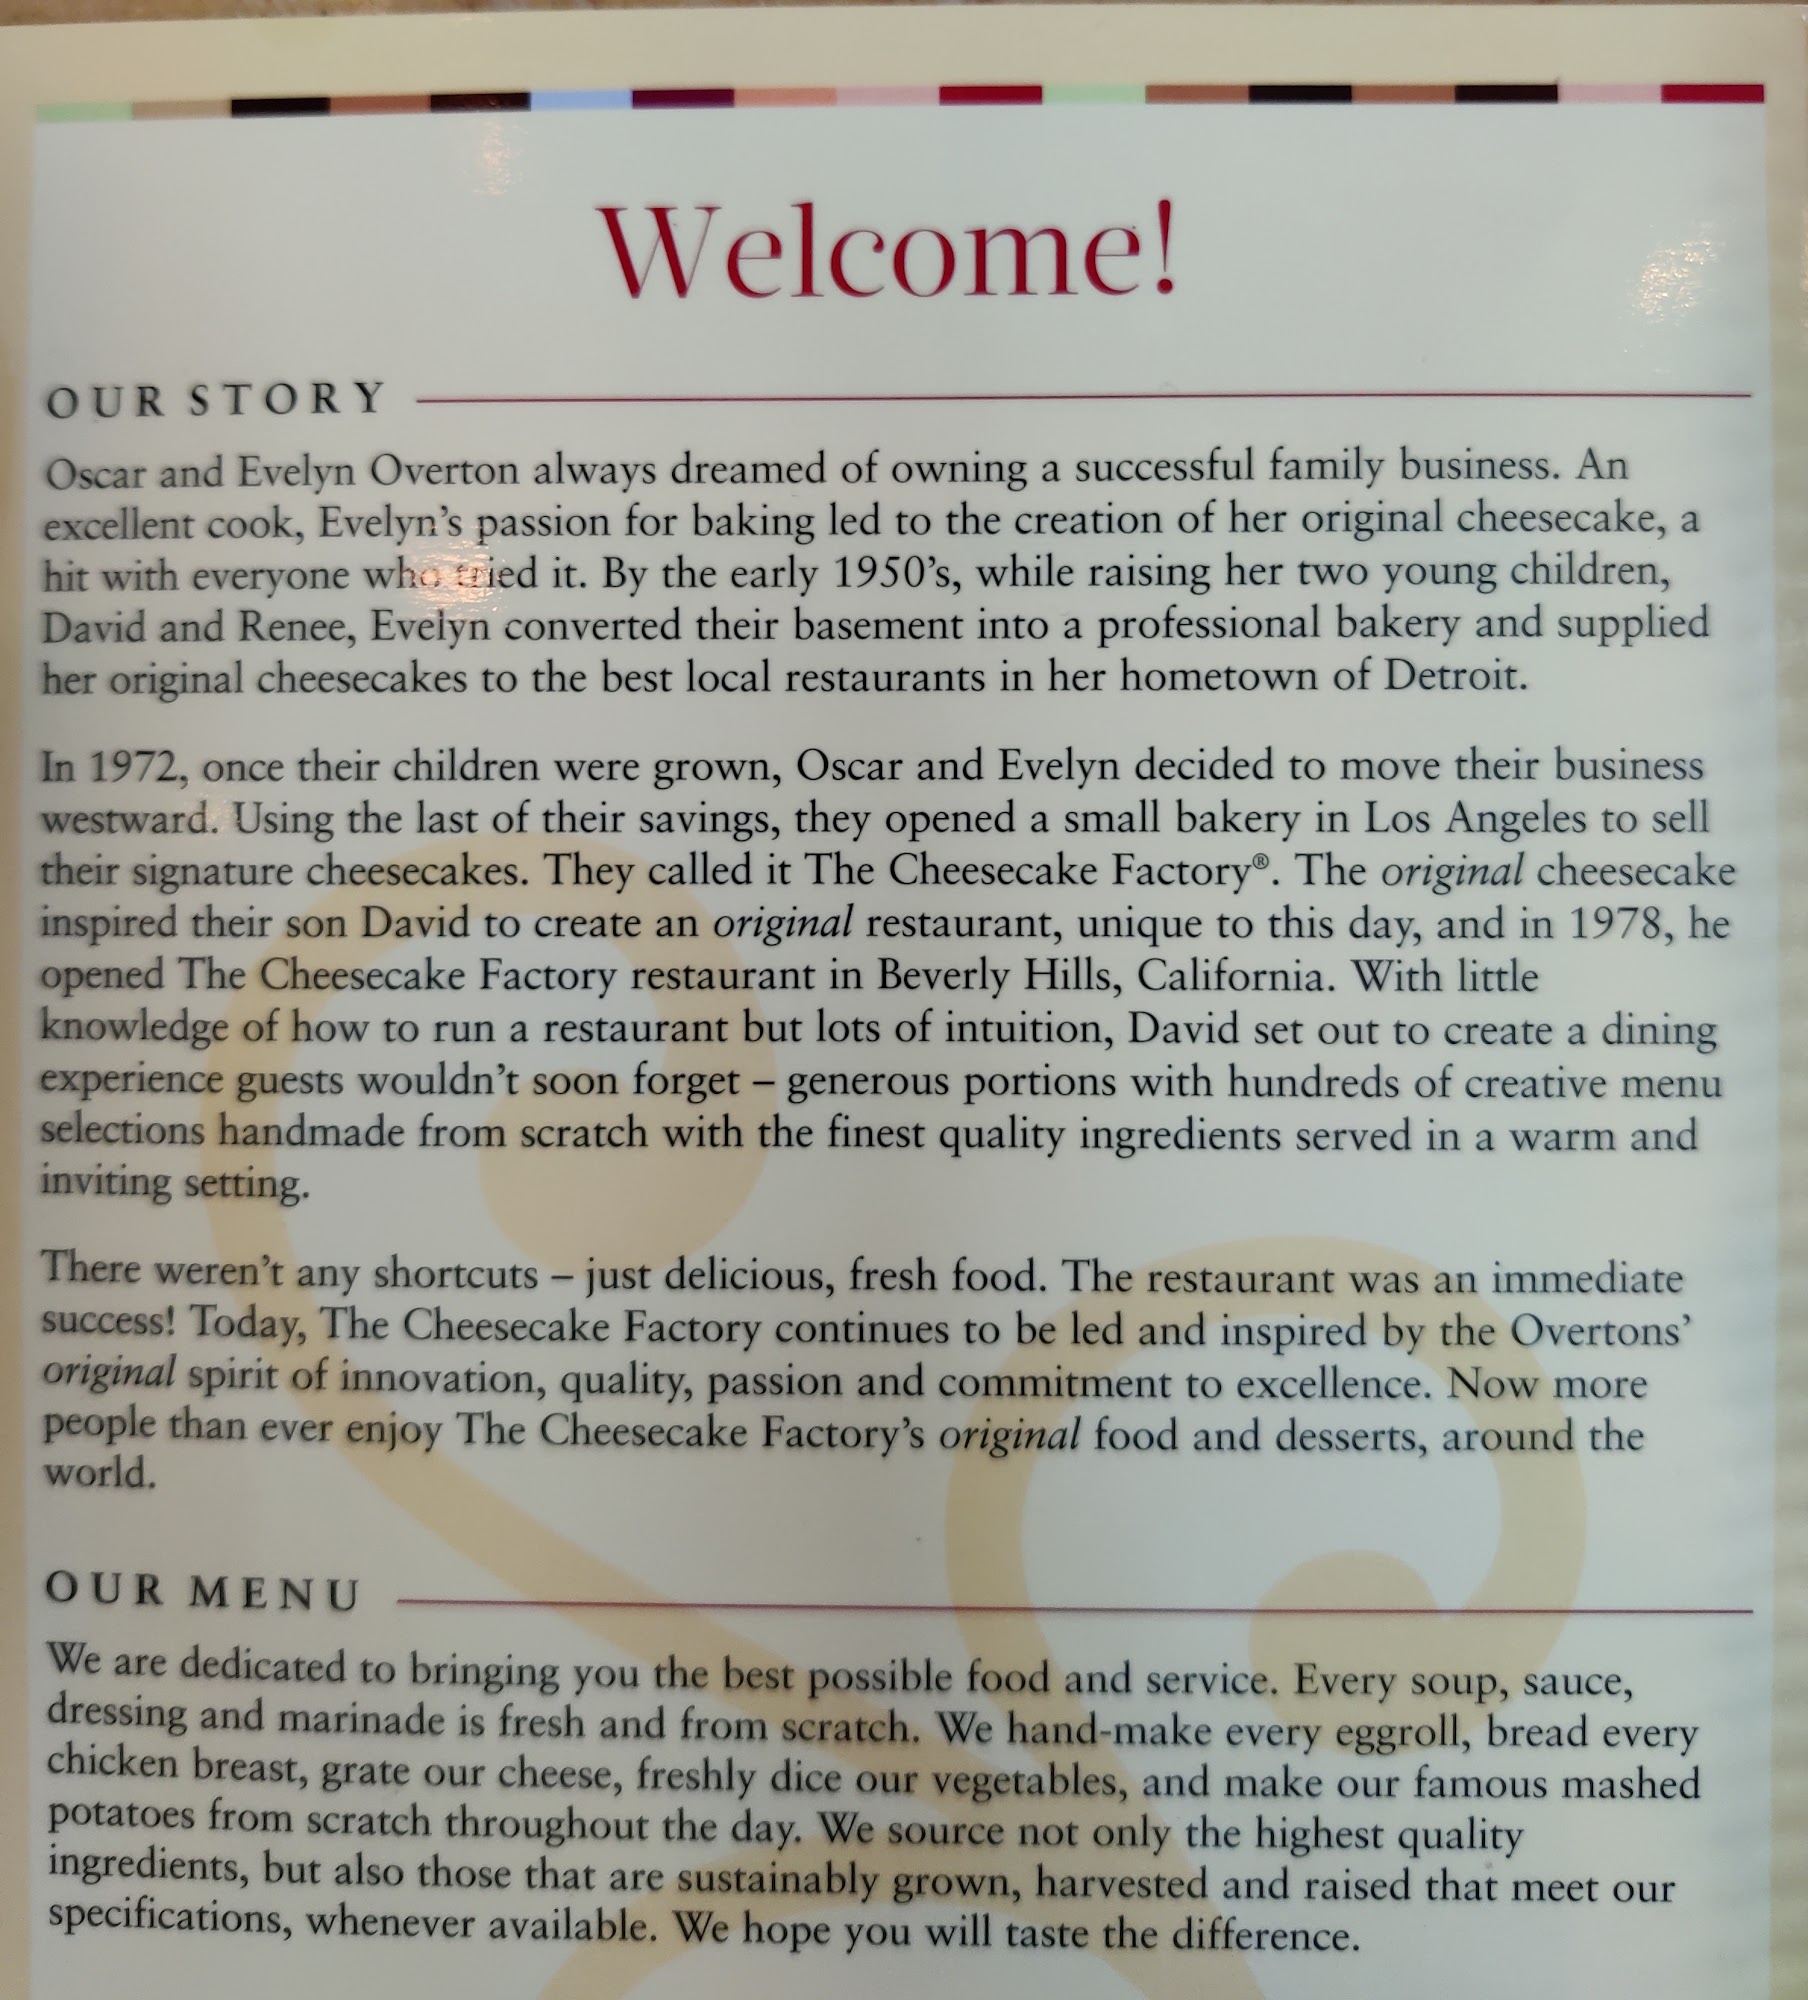 Welcome!
OUR STORY
Oscar and Evelyn Overton always dreamed of owning a successful family business. An
excellent cook, Evelyn’s passion for baking led to the creation of her original cheesecake, a
hit with everyone who tried it. By the early 1950’s, while raising her two young children,
David and Renee, Evelyn converted their basement into a professional bakery and supplied
her original cheesecakes to the best local restaurants in her hometown of Detroit.
In 1972, once their children were grown, Oscar and Evelyn decided to move their business
westward. Using the last of their savings, they opened a small bakery in Los Angeles to sell
their signature cheesecakes. They called it The Cheesecake Factory®. The original cheesecake
inspired their son David to create an original restaurant, unique to this day, and in 1978, he
opened The Cheesecake Factory restaurant in Beverly Hills, California. With little
knowledge of how to run a restaurant but lots of intuition, David set out to create a dining
experience guests wouldn’t soon forget – generous portions with hundreds of creative menu
selections handmade from scratch with the finest quality ingredients served in a warm and
inviting setting.
There weren’t any shortcuts – just delicious, fresh food. The restaurant was an immediate
success! Today, The Cheesecake Factory continues to be led and inspired by the Overtons’
original spirit of innovation, quality, passion and commitment to excellence. Now more
people than ever enjoy The Cheesecake Factory’s original food and desserts, around the
world.
OUR MENU
We are dedicated to bringing you the best possible food and service. Every soup, sauce,
dressing and marinade is fresh and from scratch. We hand-make every eggroll, bread every
chicken breast, grate our cheese, freshly dice our vegetables, and make our famous mashed
potatoes from scratch throughout the day. We source not only the highest quality
ingredients, but also those that are sustainably grown, harvested and raised that meet our
specifications, whenever available. We hope you will taste the difference.